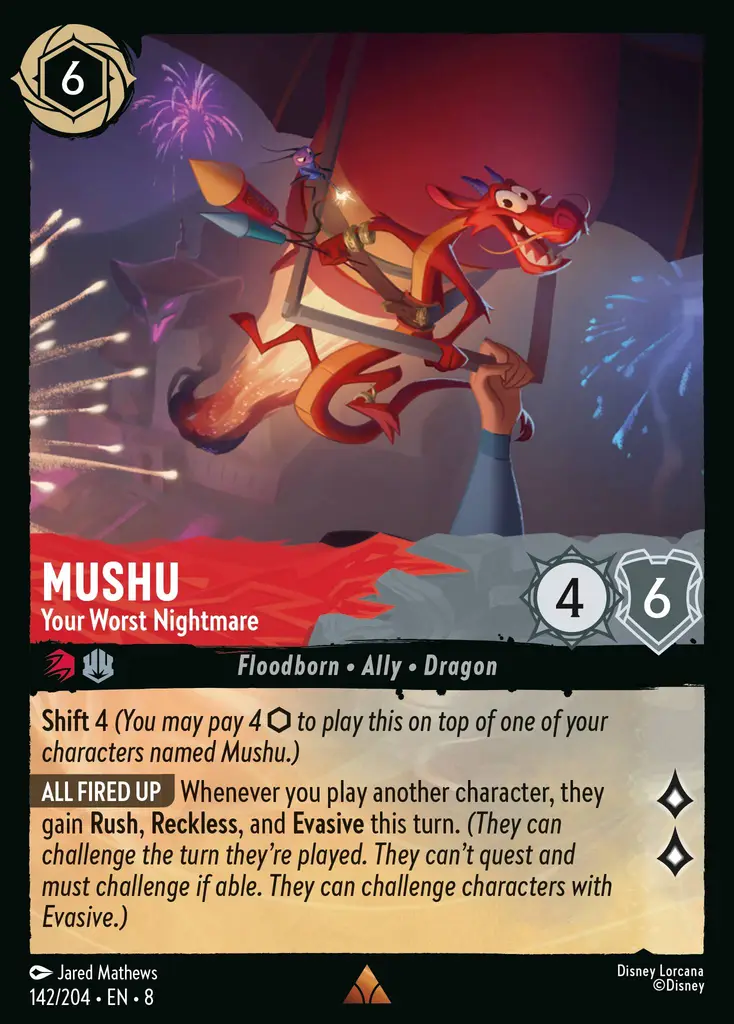 6
MUSHU
Your Worst Nightmare
4
6
Floodborn • Ally • Dragon
Shift 4 (You may pay 4 ⬡ to play this on top of one of your
characters named Mushu.)
ALL FIRED UP Whenever you play another character, they
gain Rush, Reckless, and Evasive this turn. (They can
challenge the turn they’re played. They can’t quest and
must challenge if able. They can challenge characters with
Evasive.)
Jared Mathews
142/204 • EN • 8
Disney Lorcana
©Disney